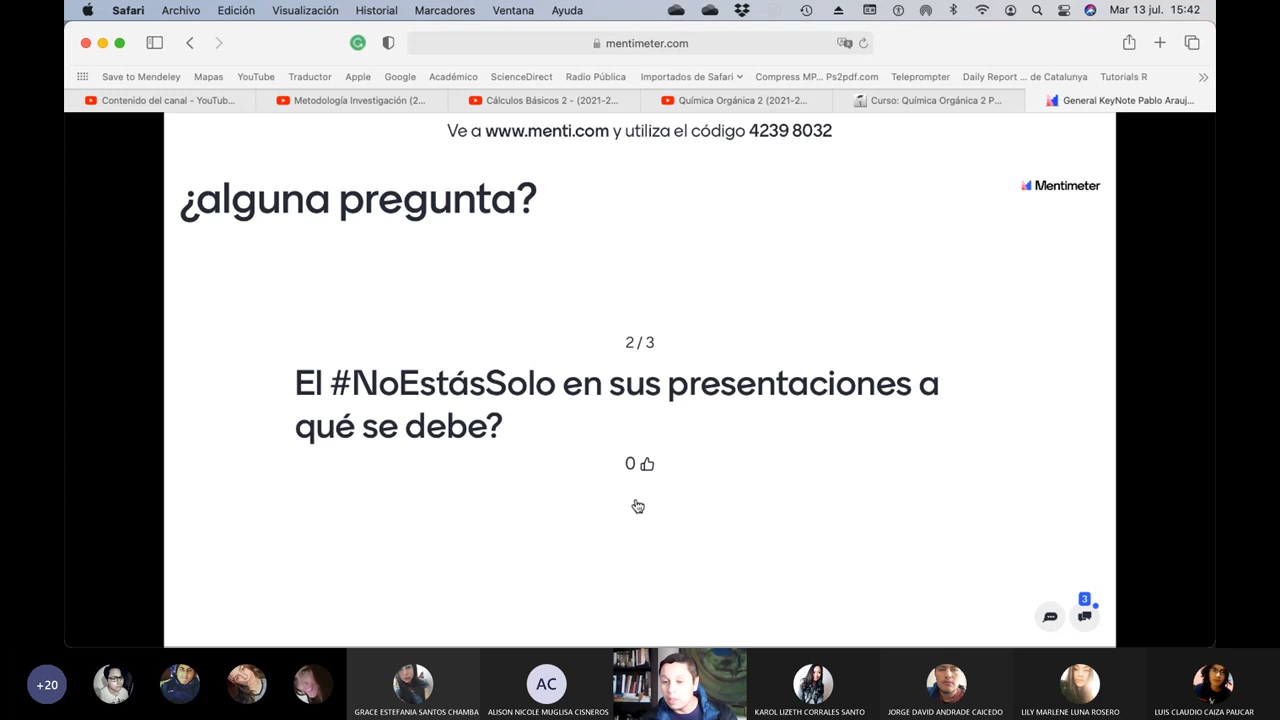 Safari Archivo Edición Visualización Historial Marcadores Ventana Ayuda Mar 13 jul. 15:42
mentimeter.com
Save to Mendeley Mapas YouTube Traductor Apple Google Académico ScienceDirect Radio Pública Importados de Safari Compress MP... Ps2pdf.com Teleprompter Daily Report ... de Catalunya Tutorials R
Contenido del canal - YouTub... Metodología Investigación (2... Cálculos Básicos 2 - (2021-2... Química Orgánica 2 (2021-2... Curso: Química Orgánica 2 P... General KeyNote Pablo Arauj...
Ve a www.menti.com y utiliza el código 4239 8032
Mentimeter
¿alguna pregunta?
2 / 3
El #NoEstásSolo en sus presentaciones a
qué se debe?
0
3
+20
AC
GRACE ESTEFANIA SANTOS CHAMBA ALISON NICOLE MUGLISA CISNEROS KAROL LIZETH CORRALES SANTO JORGE DAVID ANDRADE CAICEDO LILY MARLENE LUNA ROSERO LUIS CLAUDIO CAIZA PAUCAR